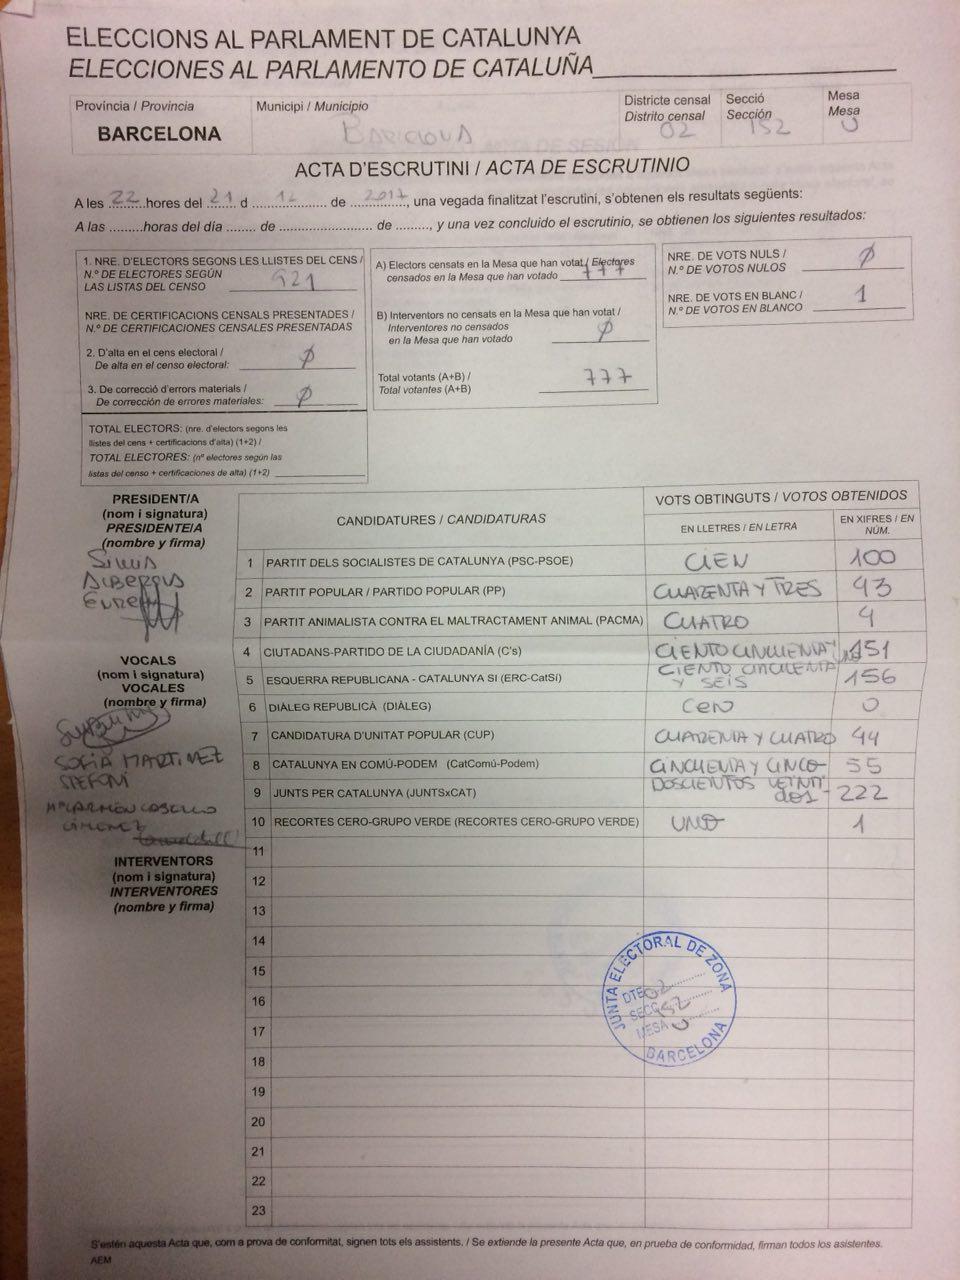 ELECCIONS AL PARLAMENT DE CATALUNYA
ELECCIONES AL PARLAMENTO DE CATALUÑA
Província / Provincia
BARCELONA
Municipi / Municipio
Districte censal
Distrito censal
02
Secció
Sección
152
Mesa
Mesa
U
ACTA D'ESCRUTINI / ACTA DE ESCRUTINIO
A les ..22..hores del .21. d ....12.... de ..2017.., una vegada finalitzat l'escrutini, s'obtenen els resultats següents:
A las .........horas del día ........ de ........................ de ........., y una vez concluido el escrutinio, se obtienen los siguientes resultados:
1. NRE. D'ELECTORS SEGONS LES LLISTES DEL CENS /
N.º DE ELECTORES SEGÚN
LAS LISTAS DEL CENSO 921
NRE. DE CERTIFICACIONS CENSALS PRESENTADES /
N.º DE CERTIFICACIONES CENSALES PRESENTADAS
2. D'alta en el cens electoral /
De alta en el censo electoral: Ø
3. De correcció d'errors materials /
De corrección de errores materiales: Ø
TOTAL ELECTORS: (nre. d'electors segons les
llistes del cens + certificacions d'alta) (1+2) /
TOTAL ELECTORES: (nº electores según las
listas del censo + certificaciones de alta) (1+2)
A) Electors censats en la Mesa que han votat / Electores
censados en la Mesa que han votado 777
B) Interventors no censats en la Mesa que han votat /
Interventores no censados
en la Mesa que han votado Ø
Total votants (A+B) /
Total votantes (A+B) 777
NRE. DE VOTS NULS /
N.º DE VOTOS NULOS Ø
NRE. DE VOTS EN BLANC /
N.º DE VOTOS EN BLANCO 1
PRESIDENT/A
(nom i signatura)
PRESIDENTE/A
(nombre y firma)
VOCALS
(nom i signatura)
VOCALES
(nombre y firma)
SOFIA MARTINEZ
STEFONI
INTERVENTORS
(nom i signatura)
INTERVENTORES
(nombre y firma)
CANDIDATURES / CANDIDATURAS
VOTS OBTINGUTS / VOTOS OBTENIDOS
EN LLETRES / EN LETRA
EN XIFRES / EN
NÚM.
1 PARTIT DELS SOCIALISTES DE CATALUNYA (PSC-PSOE) CIEN 100
2 PARTIT POPULAR / PARTIDO POPULAR (PP) CUARENTA Y TRES 43
3 PARTIT ANIMALISTA CONTRA EL MALTRACTAMENT ANIMAL (PACMA) CUATRO 4
4 CIUTADANS-PARTIDO DE LA CIUDADANÍA (C's) CIENTO CINCUENTA Y UNO 151
5 ESQUERRA REPUBLICANA - CATALUNYA SI (ERC-CatSí) CIENTO CINCUENTA
Y SEIS 156
6 DIÀLEG REPUBLICÀ (DIÀLEG) CERO 0
7 CANDIDATURA D'UNITAT POPULAR (CUP) CUARENTA Y CUATRO 44
8 CATALUNYA EN COMÚ-PODEM (CatComú-Podem) CINCUENTA Y CINCO 55
9 JUNTS PER CATALUNYA (JUNTSxCAT) DOSCIENTOS VEINTI
DOS - 222
10 RECORTES CERO-GRUPO VERDE (RECORTES CERO-GRUPO VERDE) UNO 1
11
12
13
14
15
16
17
18
19
20
21
22
23
JUNTA ELECTORAL DE ZONA
DTE 02
SECC 152
MESA U
BARCELONA
S'estén aquesta Acta que, com a prova de conformitat, signen tots els assistents. / Se extiende la presente Acta que, en prueba de conformidad, firman todos los asistentes.
AEM